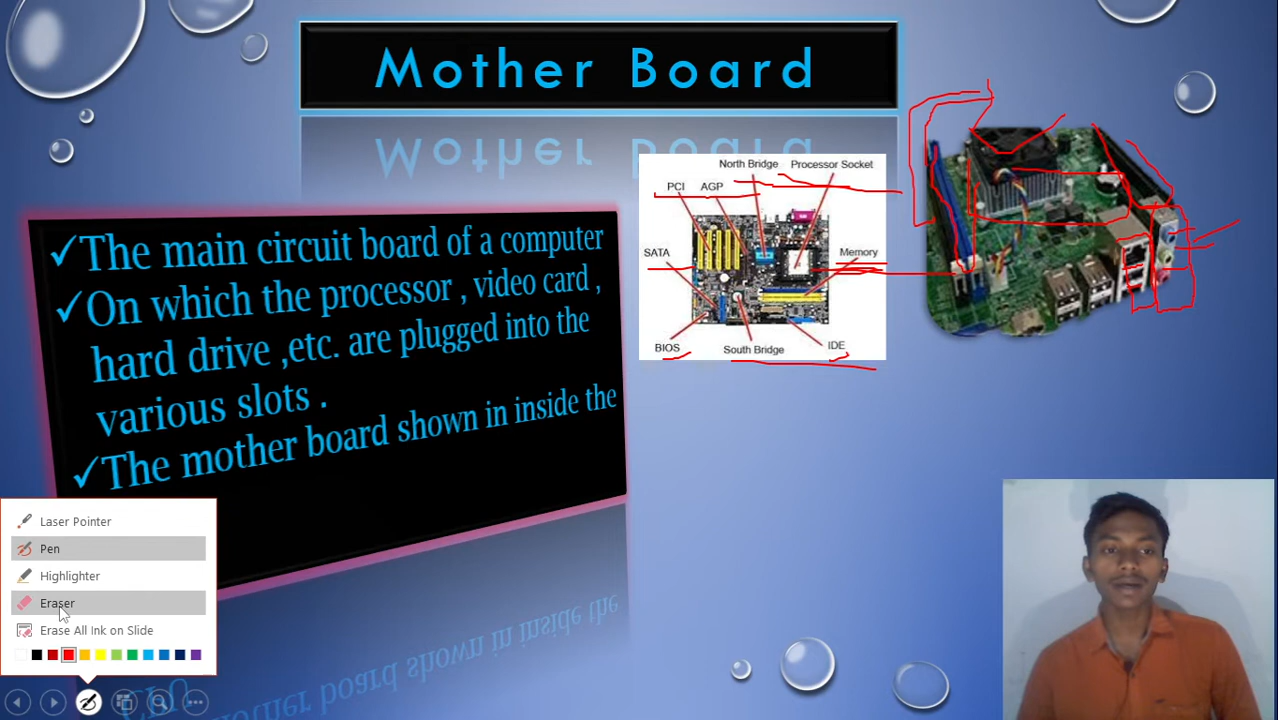 Mother Board
✓The main circuit board of a computer
✓On which the processor , video card ,
hard drive ,etc. are plugged into the
various slots .
✓The mother board shown in inside the
North Bridge
Processor Socket
PCI
AGP
SATA
Memory
BIOS
South Bridge
IDE
Laser Pointer
Pen
Highlighter
Eraser
Erase All Ink on Slide